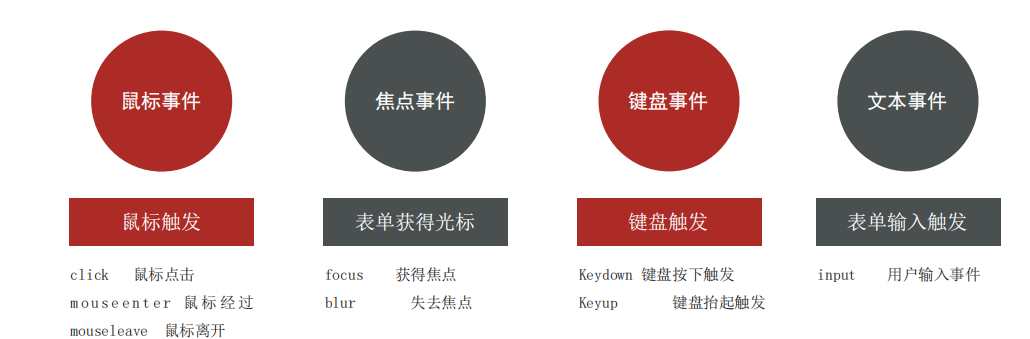 鼠标事件
焦点事件
键盘事件
文本事件
鼠标触发
表单获得光标
键盘触发
表单输入触发
click 鼠标点击
mouseenter 鼠标经过
mouseleave 鼠标离开
focus 获得焦点
blur 失去焦点
Keydown 键盘按下触发
Keyup 键盘抬起触发
input 用户输入事件